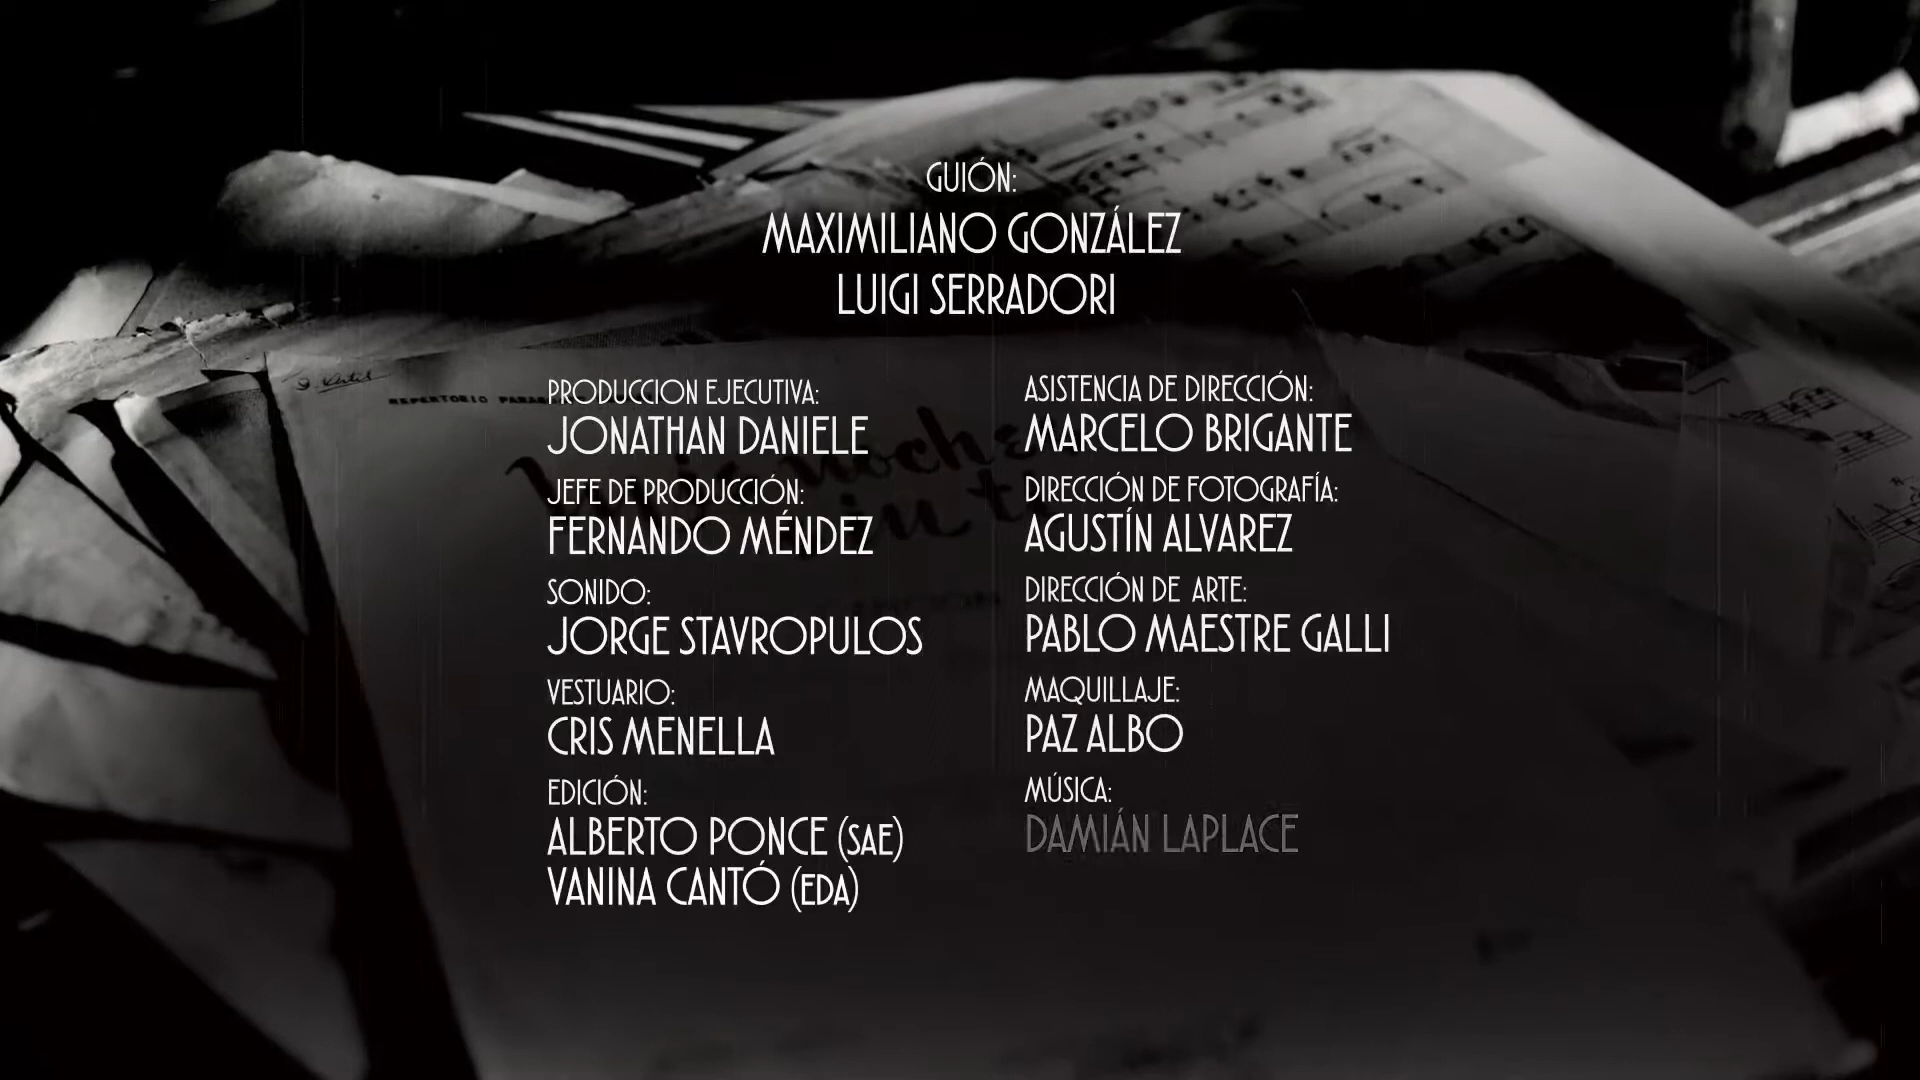 GUIÓN:
MAXIMILIANO GONZÁLEZ
LUIGI SERRADORI
PRODUCCION EJECUTIVA:
JONATHAN DANIELE
JEFE DE PRODUCCIÓN:
FERNANDO MÉNDEZ
SONIDO:
JORGE STAVROPULOS
VESTUARIO:
CRIS MENELLA
EDICIÓN:
ALBERTO PONCE (SAE)
VANINA CANTÓ (EDA)
ASISTENCIA DE DIRECCIÓN:
MARCELO BRIGANTE
DIRECCIÓN DE FOTOGRAFÍA:
AGUSTÍN ALVAREZ
DIRECCIÓN DE ARTE:
PABLO MAESTRE GALLI
MAQUILLAJE:
PAZ ALBO
MÚSICA:
DAMIÁN LAPLACE
REPERTORIO